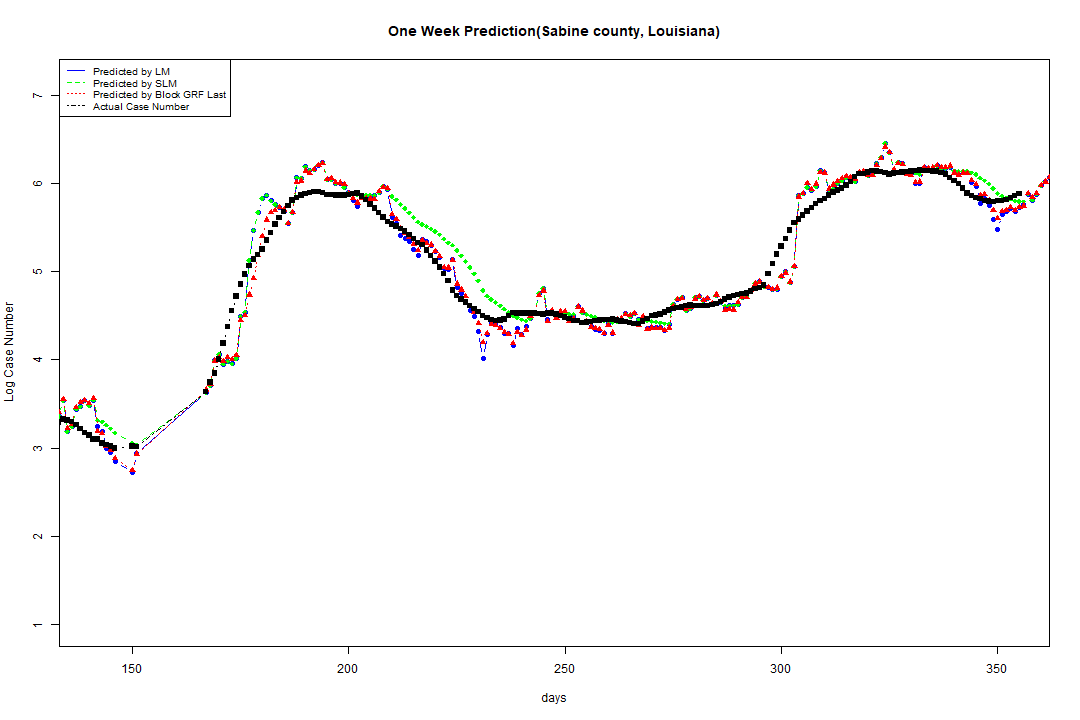 One Week Prediction(Sabine county, Louisiana)
Predicted by LM
Predicted by SLM
Predicted by Block GRF Last
Actual Case Number
7
6
5
4
3
2
1
Log Case Number
150 200 250 300 350
days